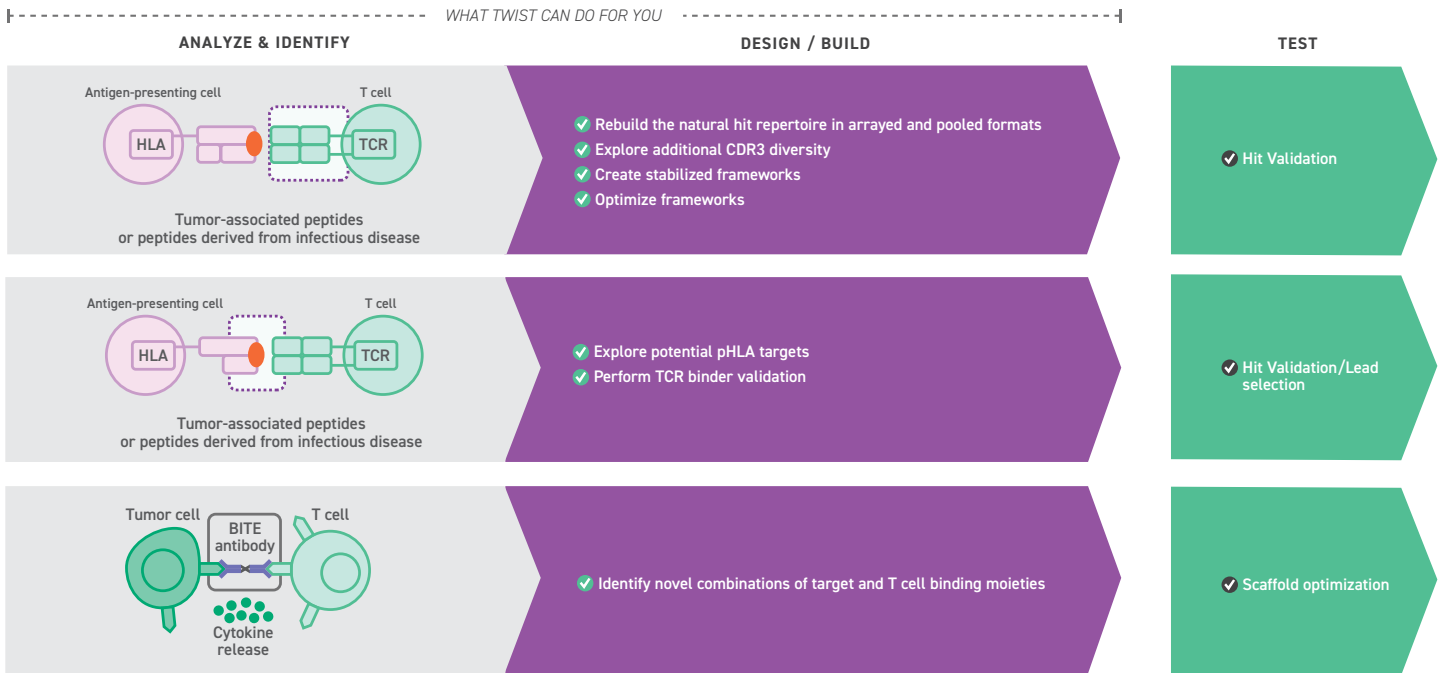 WHAT TWIST CAN DO FOR YOU
ANALYZE & IDENTIFY
DESIGN / BUILD
TEST
Antigen-presenting cell
T cell
HLA
TCR
Tumor-associated peptides
or peptides derived from infectious disease
Rebuild the natural hit repertoire in arrayed and pooled formats
Explore additional CDR3 diversity
Create stabilized frameworks
Optimize frameworks
Hit Validation
Antigen-presenting cell
T cell
HLA
TCR
Tumor-associated peptides
or peptides derived from infectious disease
Explore potential pHLA targets
Perform TCR binder validation
Hit Validation/Lead
selection
Tumor cell
BITE
antibody
T cell
Cytokine
release
Identify novel combinations of target and T cell binding moieties
Scaffold optimization